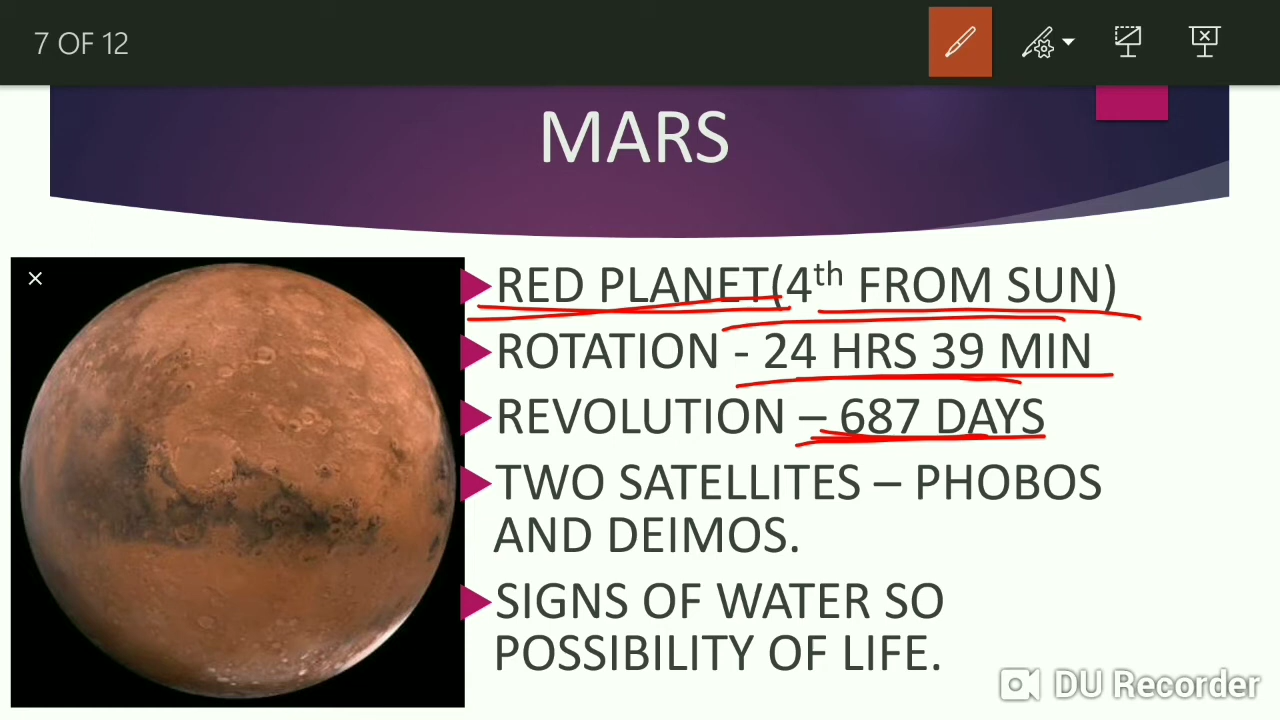 7 OF 12
MARS
RED PLANET(4th FROM SUN)
ROTATION - 24 HRS 39 MIN
REVOLUTION – 687 DAYS
TWO SATELLITES – PHOBOS
AND DEIMOS.
SIGNS OF WATER SO
POSSIBILITY OF LIFE.
DU Recorder